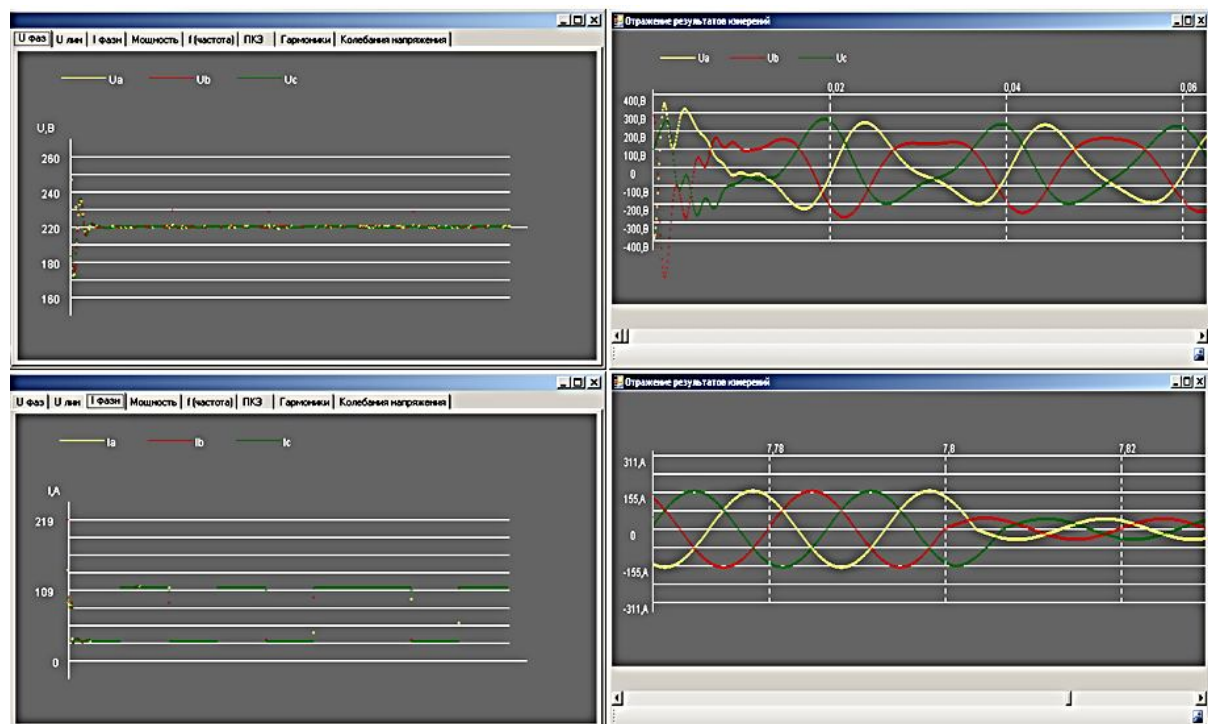 U фаз U лин I фазн Мощность f (частота) ПКЭ Гармоники Колебания напряжения
Ua Ub Uc
U,В
260
240
220
180
160
Отражение результатов измерений
Ua Ub Uc
0,02 0,04 0,06
400,В
300,В
200,В
100,В
0
-100,В
-200,В
-300,В
-400,В
U фаз U лин I фазн Мощность f (частота) ПКЭ Гармоники Колебания напряжения
Ia Ib Ic
I,А
219
109
0
Отражение результатов измерений
7,78 7,8 7,82
311,А
155,А
0
-155,А
-311,А